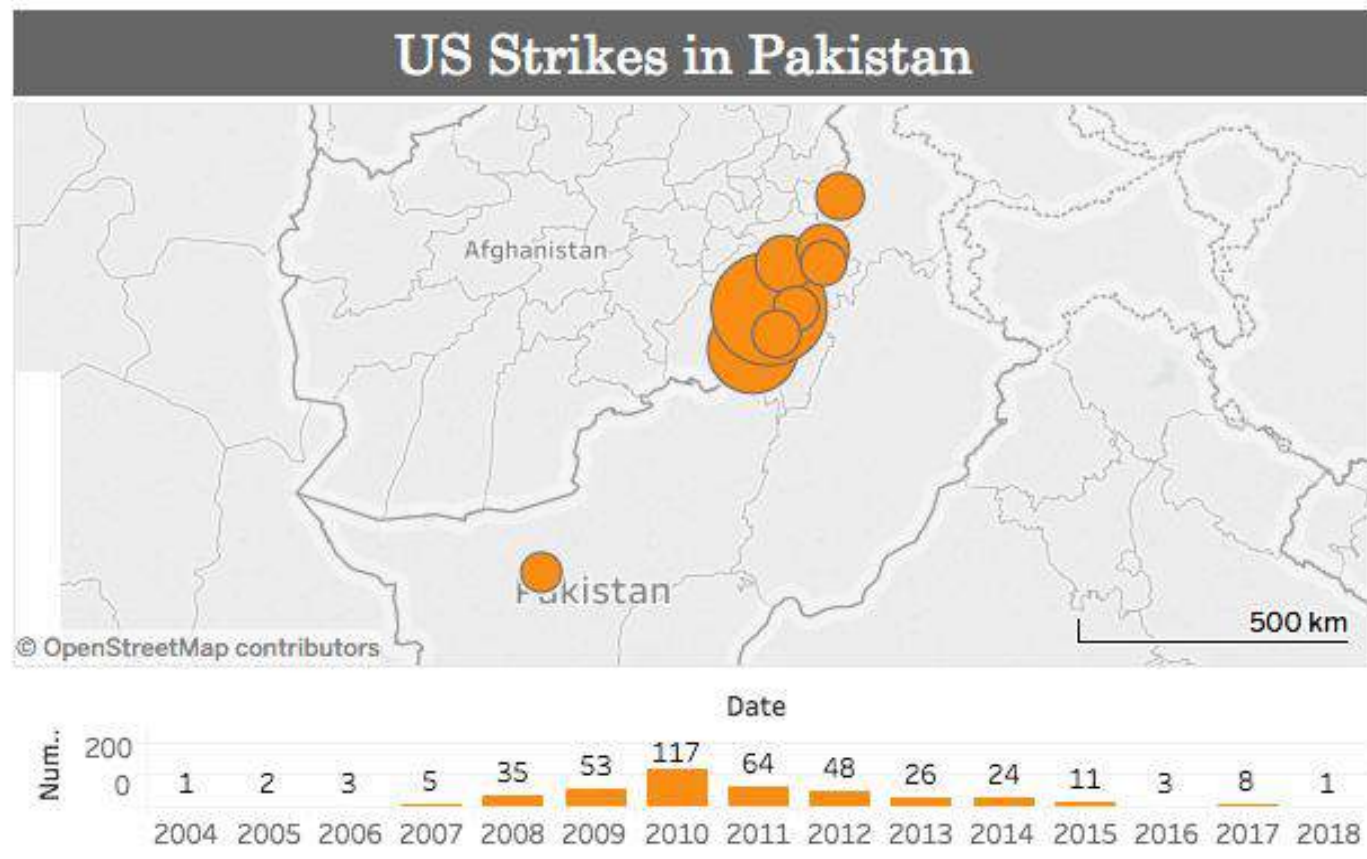 US Strikes in Pakistan
Afghanistan
Pakistan
500 km
© OpenStreetMap contributors
Date
Num..
200
0
1 2 3 5 35 53 117 64 48 26 24 11 3 8 1
2004 2005 2006 2007 2008 2009 2010 2011 2012 2013 2014 2015 2016 2017 2018